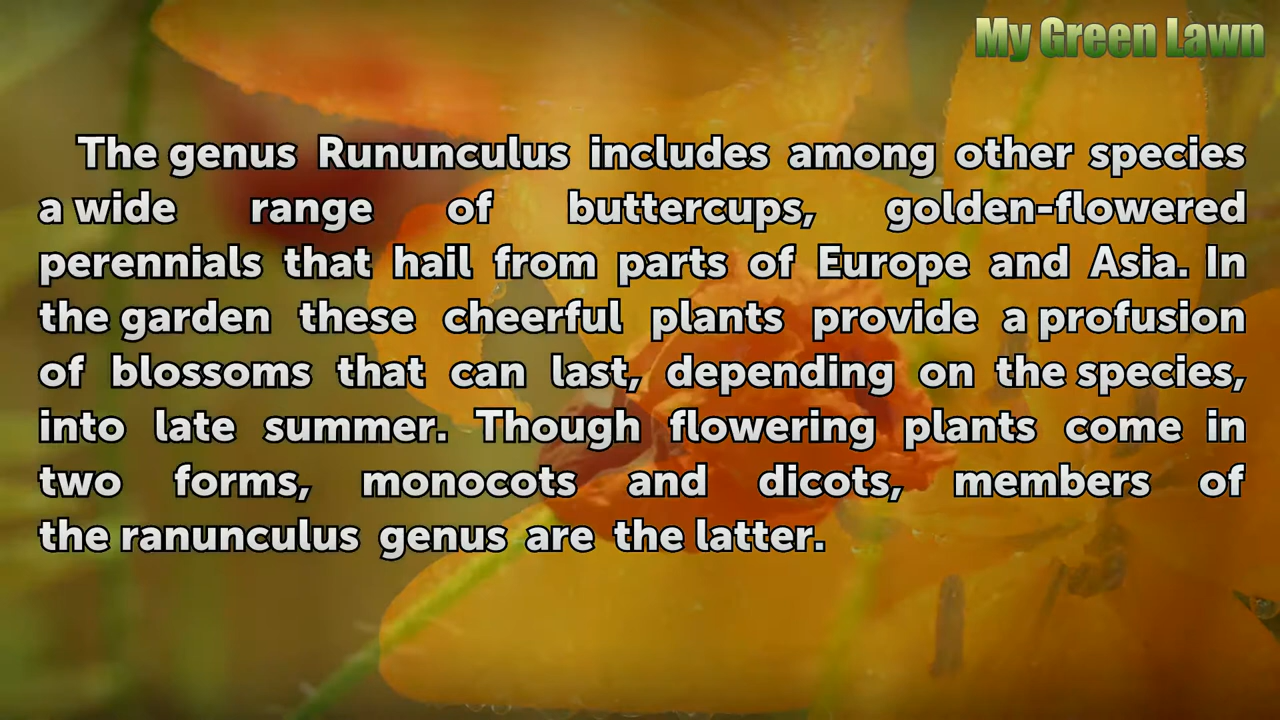 My Green Lawn
The genus Rununculus includes among other species
a wide range of buttercups, golden-flowered
perennials that hail from parts of Europe and Asia. In
the garden these cheerful plants provide a profusion
of blossoms that can last, depending on the species,
into late summer. Though flowering plants come in
two forms, monocots and dicots, members of
the ranunculus genus are the latter.